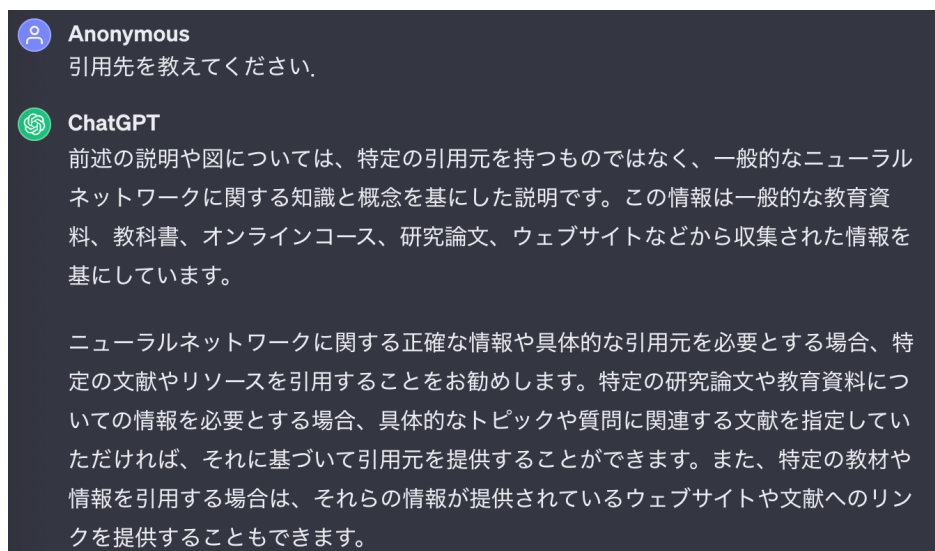 Anonymous
引用先を教えてください.
ChatGPT
前述の説明や図については、特定の引用元を持つものではなく、一般的なニューラル
ネットワークに関する知識と概念を基にした説明です。この情報は一般的な教育資
料、教科書、オンラインコース、研究論文、ウェブサイトなどから収集された情報を
基にしています。
ニューラルネットワークに関する正確な情報や具体的な引用元を必要とする場合、特
定の文献やリソースを引用することをお勧めします。特定の研究論文や教育資料につ
いての情報を必要とする場合、具体的なトピックや質問に関連する文献を指定してい
ただければ、それに基づいて引用元を提供することができます。また、特定の教材や
情報を引用する場合は、それらの情報が提供されているウェブサイトや文献へのリン
クを提供することもできます。